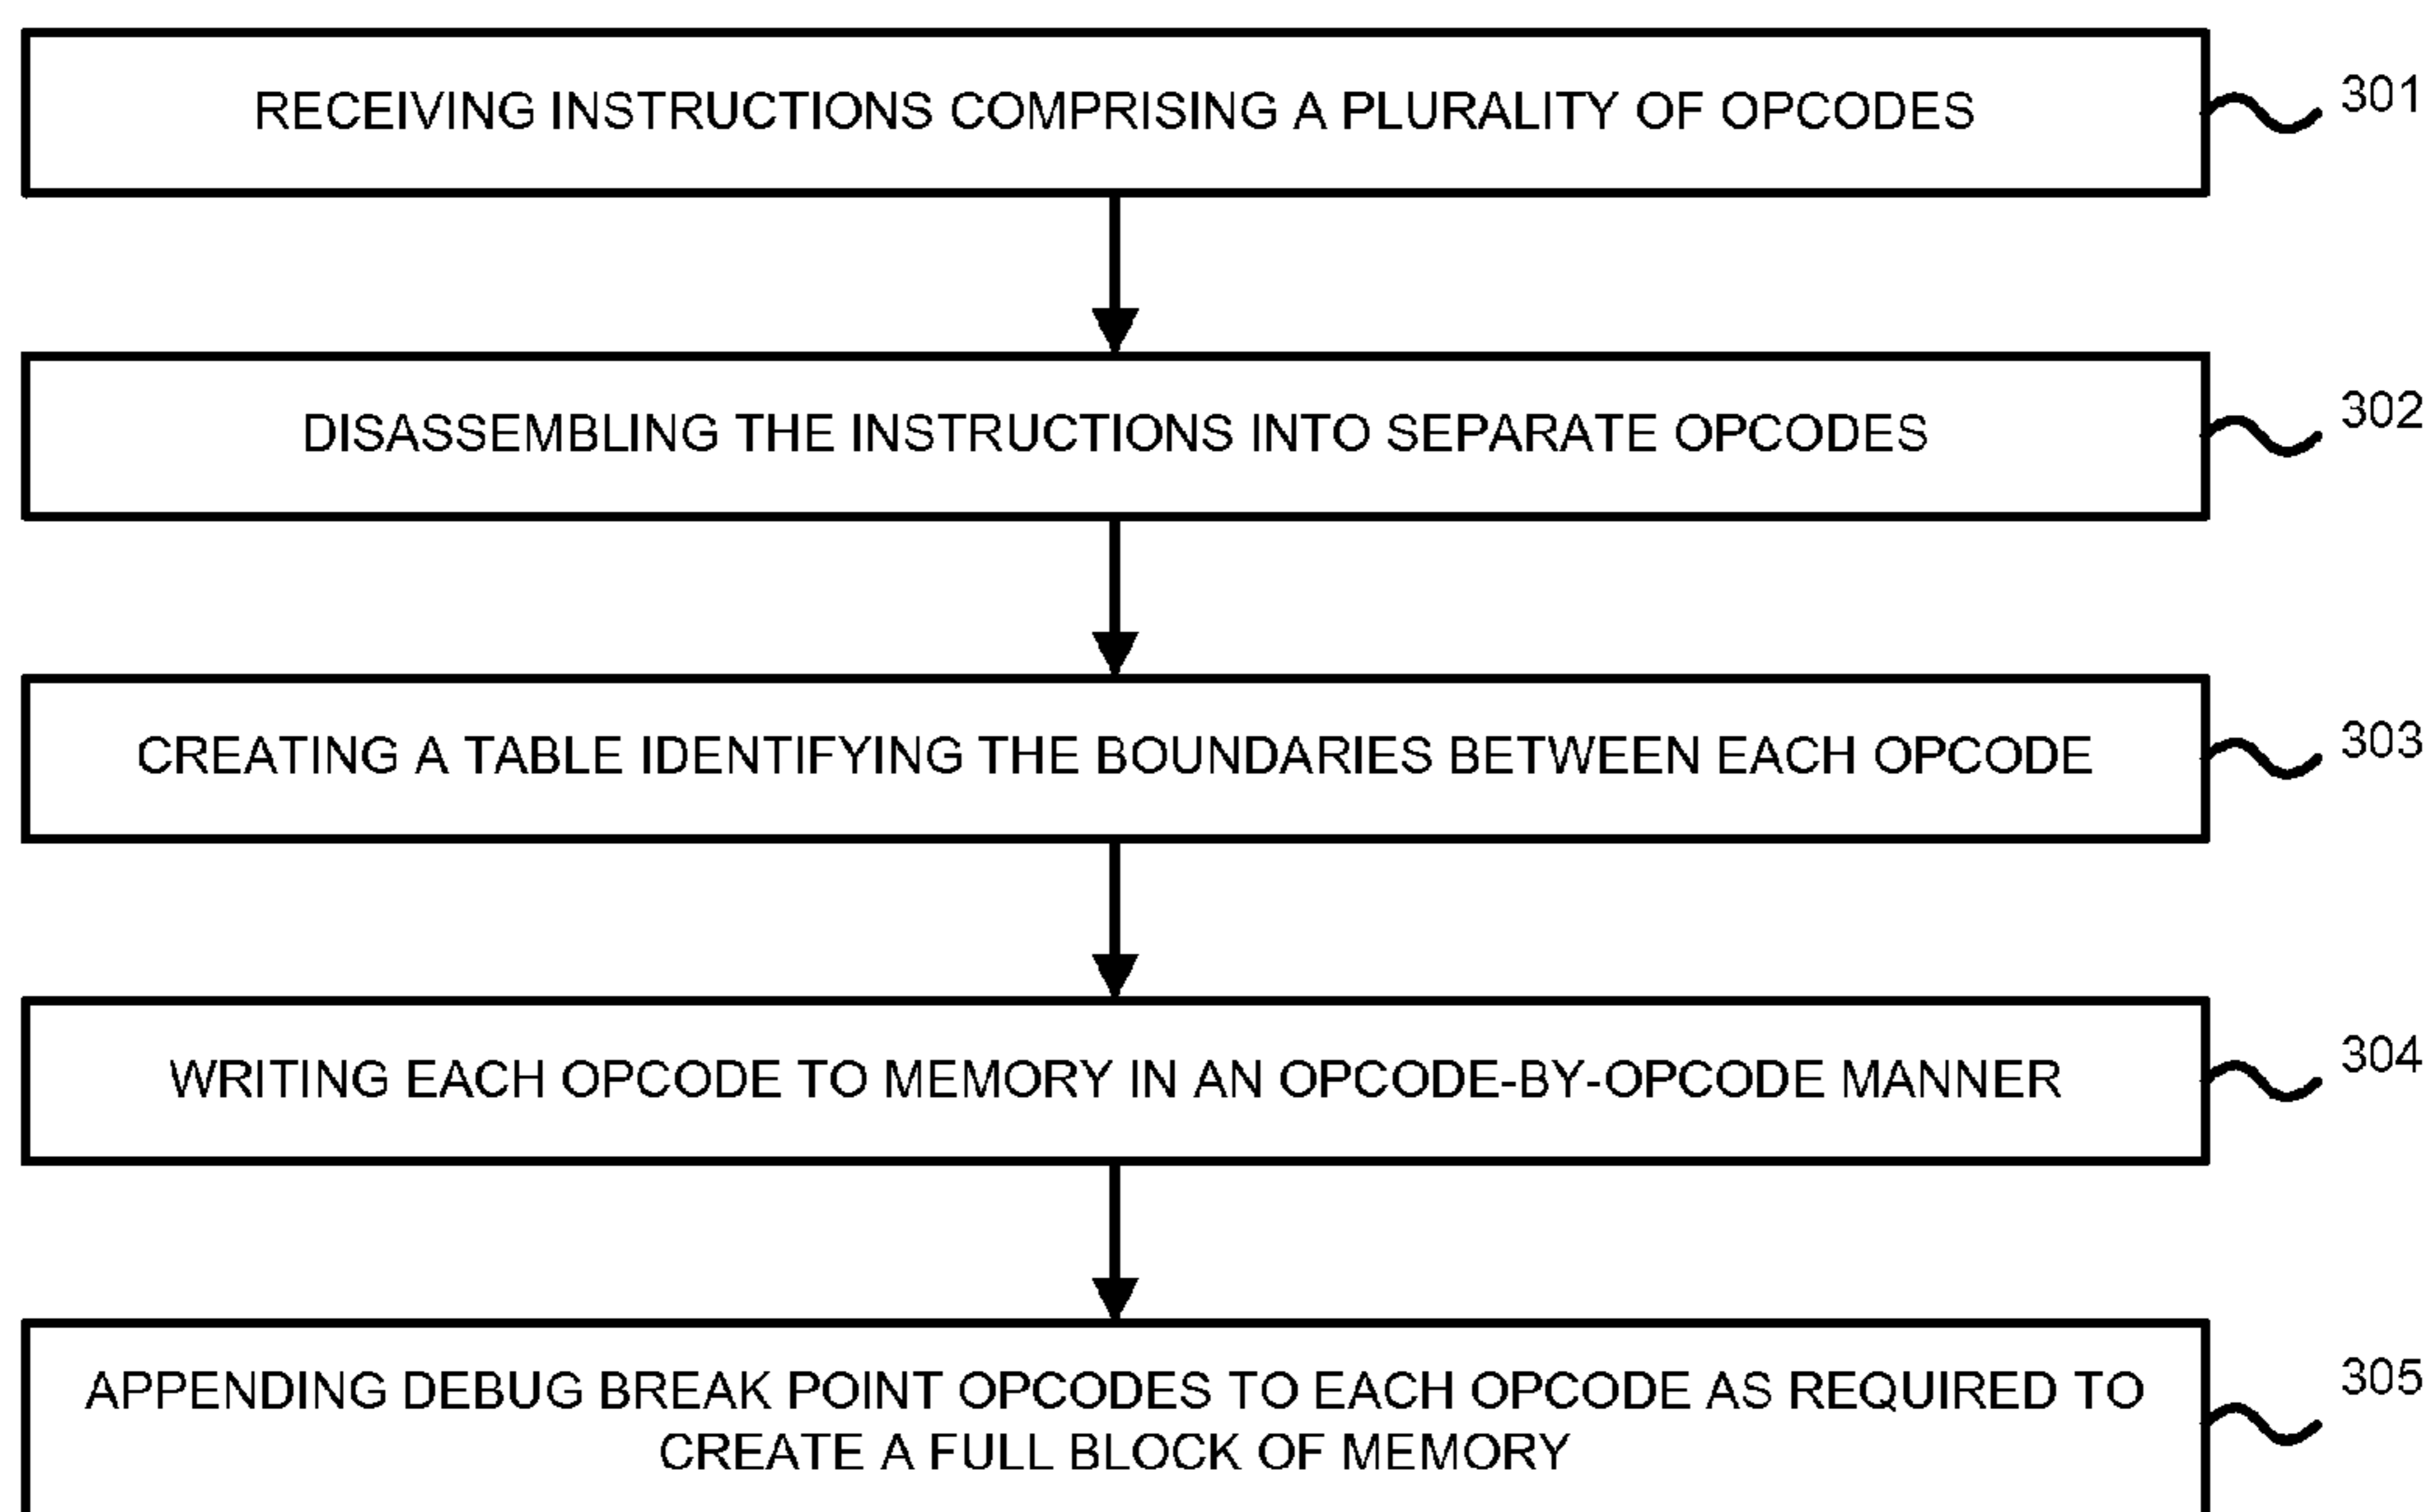 RECEIVING INSTRUCTIONS COMPRISING A PLURALITY OF OPCODES
301
DISASSEMBLING THE INSTRUCTIONS INTO SEPARATE OPCODES
302
CREATING A TABLE IDENTIFYING THE BOUNDARIES BETWEEN EACH OPCODE
303
WRITING EACH OPCODE TO MEMORY IN AN OPCODE-BY-OPCODE MANNER
304
APPENDING DEBUG BREAK POINT OPCODES TO EACH OPCODE AS REQUIRED TO
CREATE A FULL BLOCK OF MEMORY
305